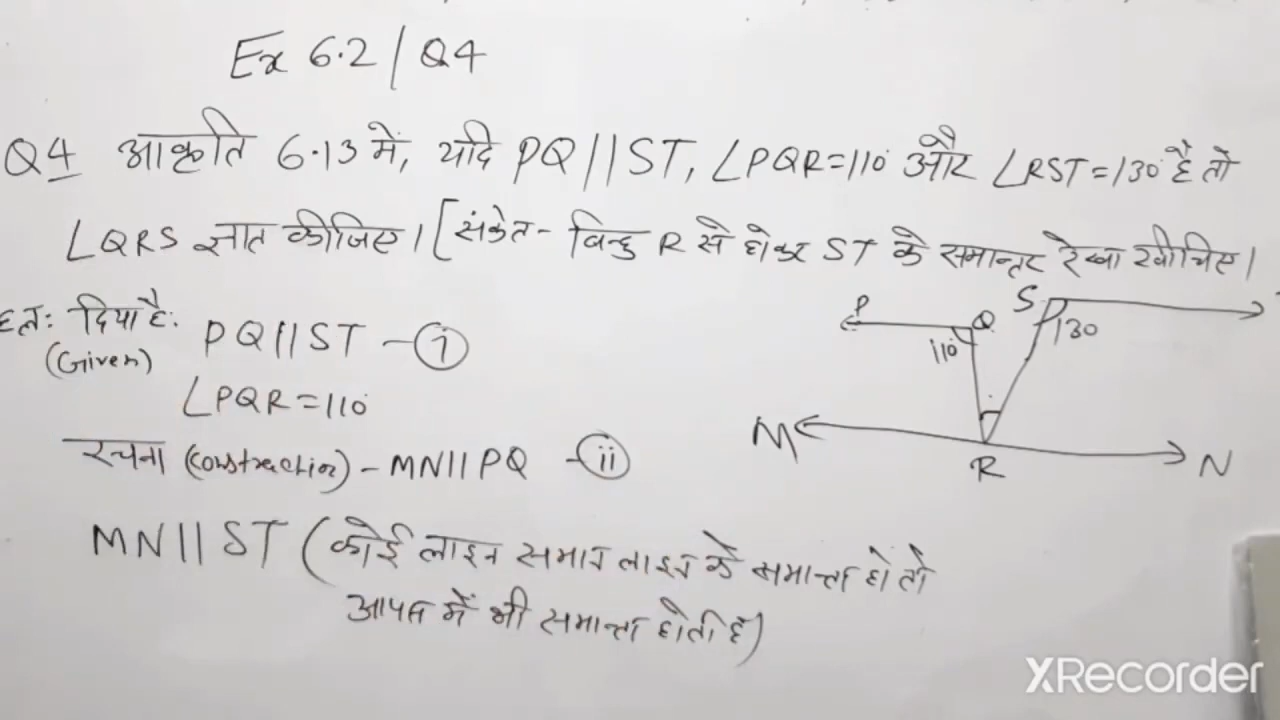 Ex 6.2 / Q4
Q4 आकृति 6.13 में, यदि PQ||ST, ∠PQR=110° और ∠RST=130° है तो
∠QRS ज्ञात कीजिए। [संकेत- बिन्दु R से होकर ST के समान्तर रेखा खीचिए।
हल: दिया है:
(Given)
PQ||ST -(i)
∠PQR=110°
रचना (Construction) - MN||PQ -(ii)
MN||ST (कोई लाइन समान लाइन के समान्तर हो तो
आपस में भी समान्तर होती है)
P
Q
S
110°
130
M
R
N
XRecorder